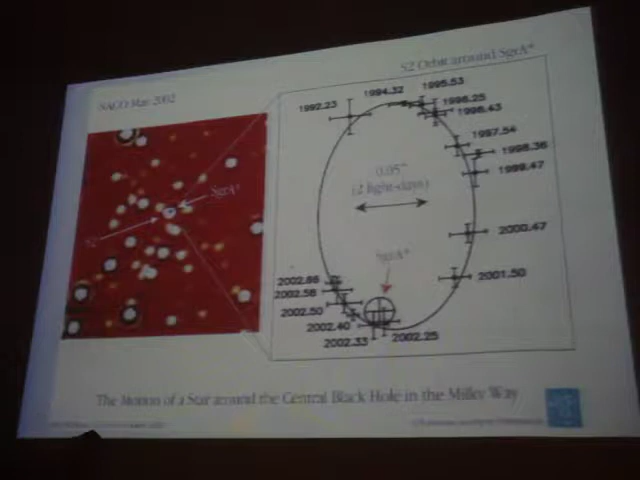 S2 Orbit around SgrA*
NACO May 2002
1992.23
1994.32
1995.53
1996.25
1996.43
1997.54
1998.36
1999.47
0.05"
(2 light-days)
SgrA*
S2
2000.47
SgrA*
2001.50
2002.66
2002.58
2002.50
2002.40
2002.33
2002.25
The Motion of a Star around the Central Black Hole in the Milky Way